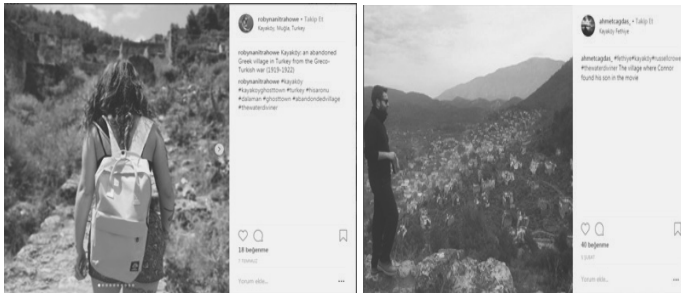 robynanitrahowe • Takip Et
Kayaköy, Muğla, Turkey
robynanitrahowe Kayaköy: an abandoned
Greek village in Turkey from the Greco-
Turkish war (1919-1922)
robynanitrahowe #kayaköy
#kayakoyghosttown #turkey #hisaronu
#dalaman #ghosttown #abandondedvillage
#thewaterdiviner
18 beğenme
Yorum ekle...
ahmetcagdas_ • Takip Et
Kayaköy Fethiye
ahmetcagdas_ #fethiye#kayaköy
#thewaterdiviner The village where Connor
found his son in the movie
40 beğenme
Yorum ekle...